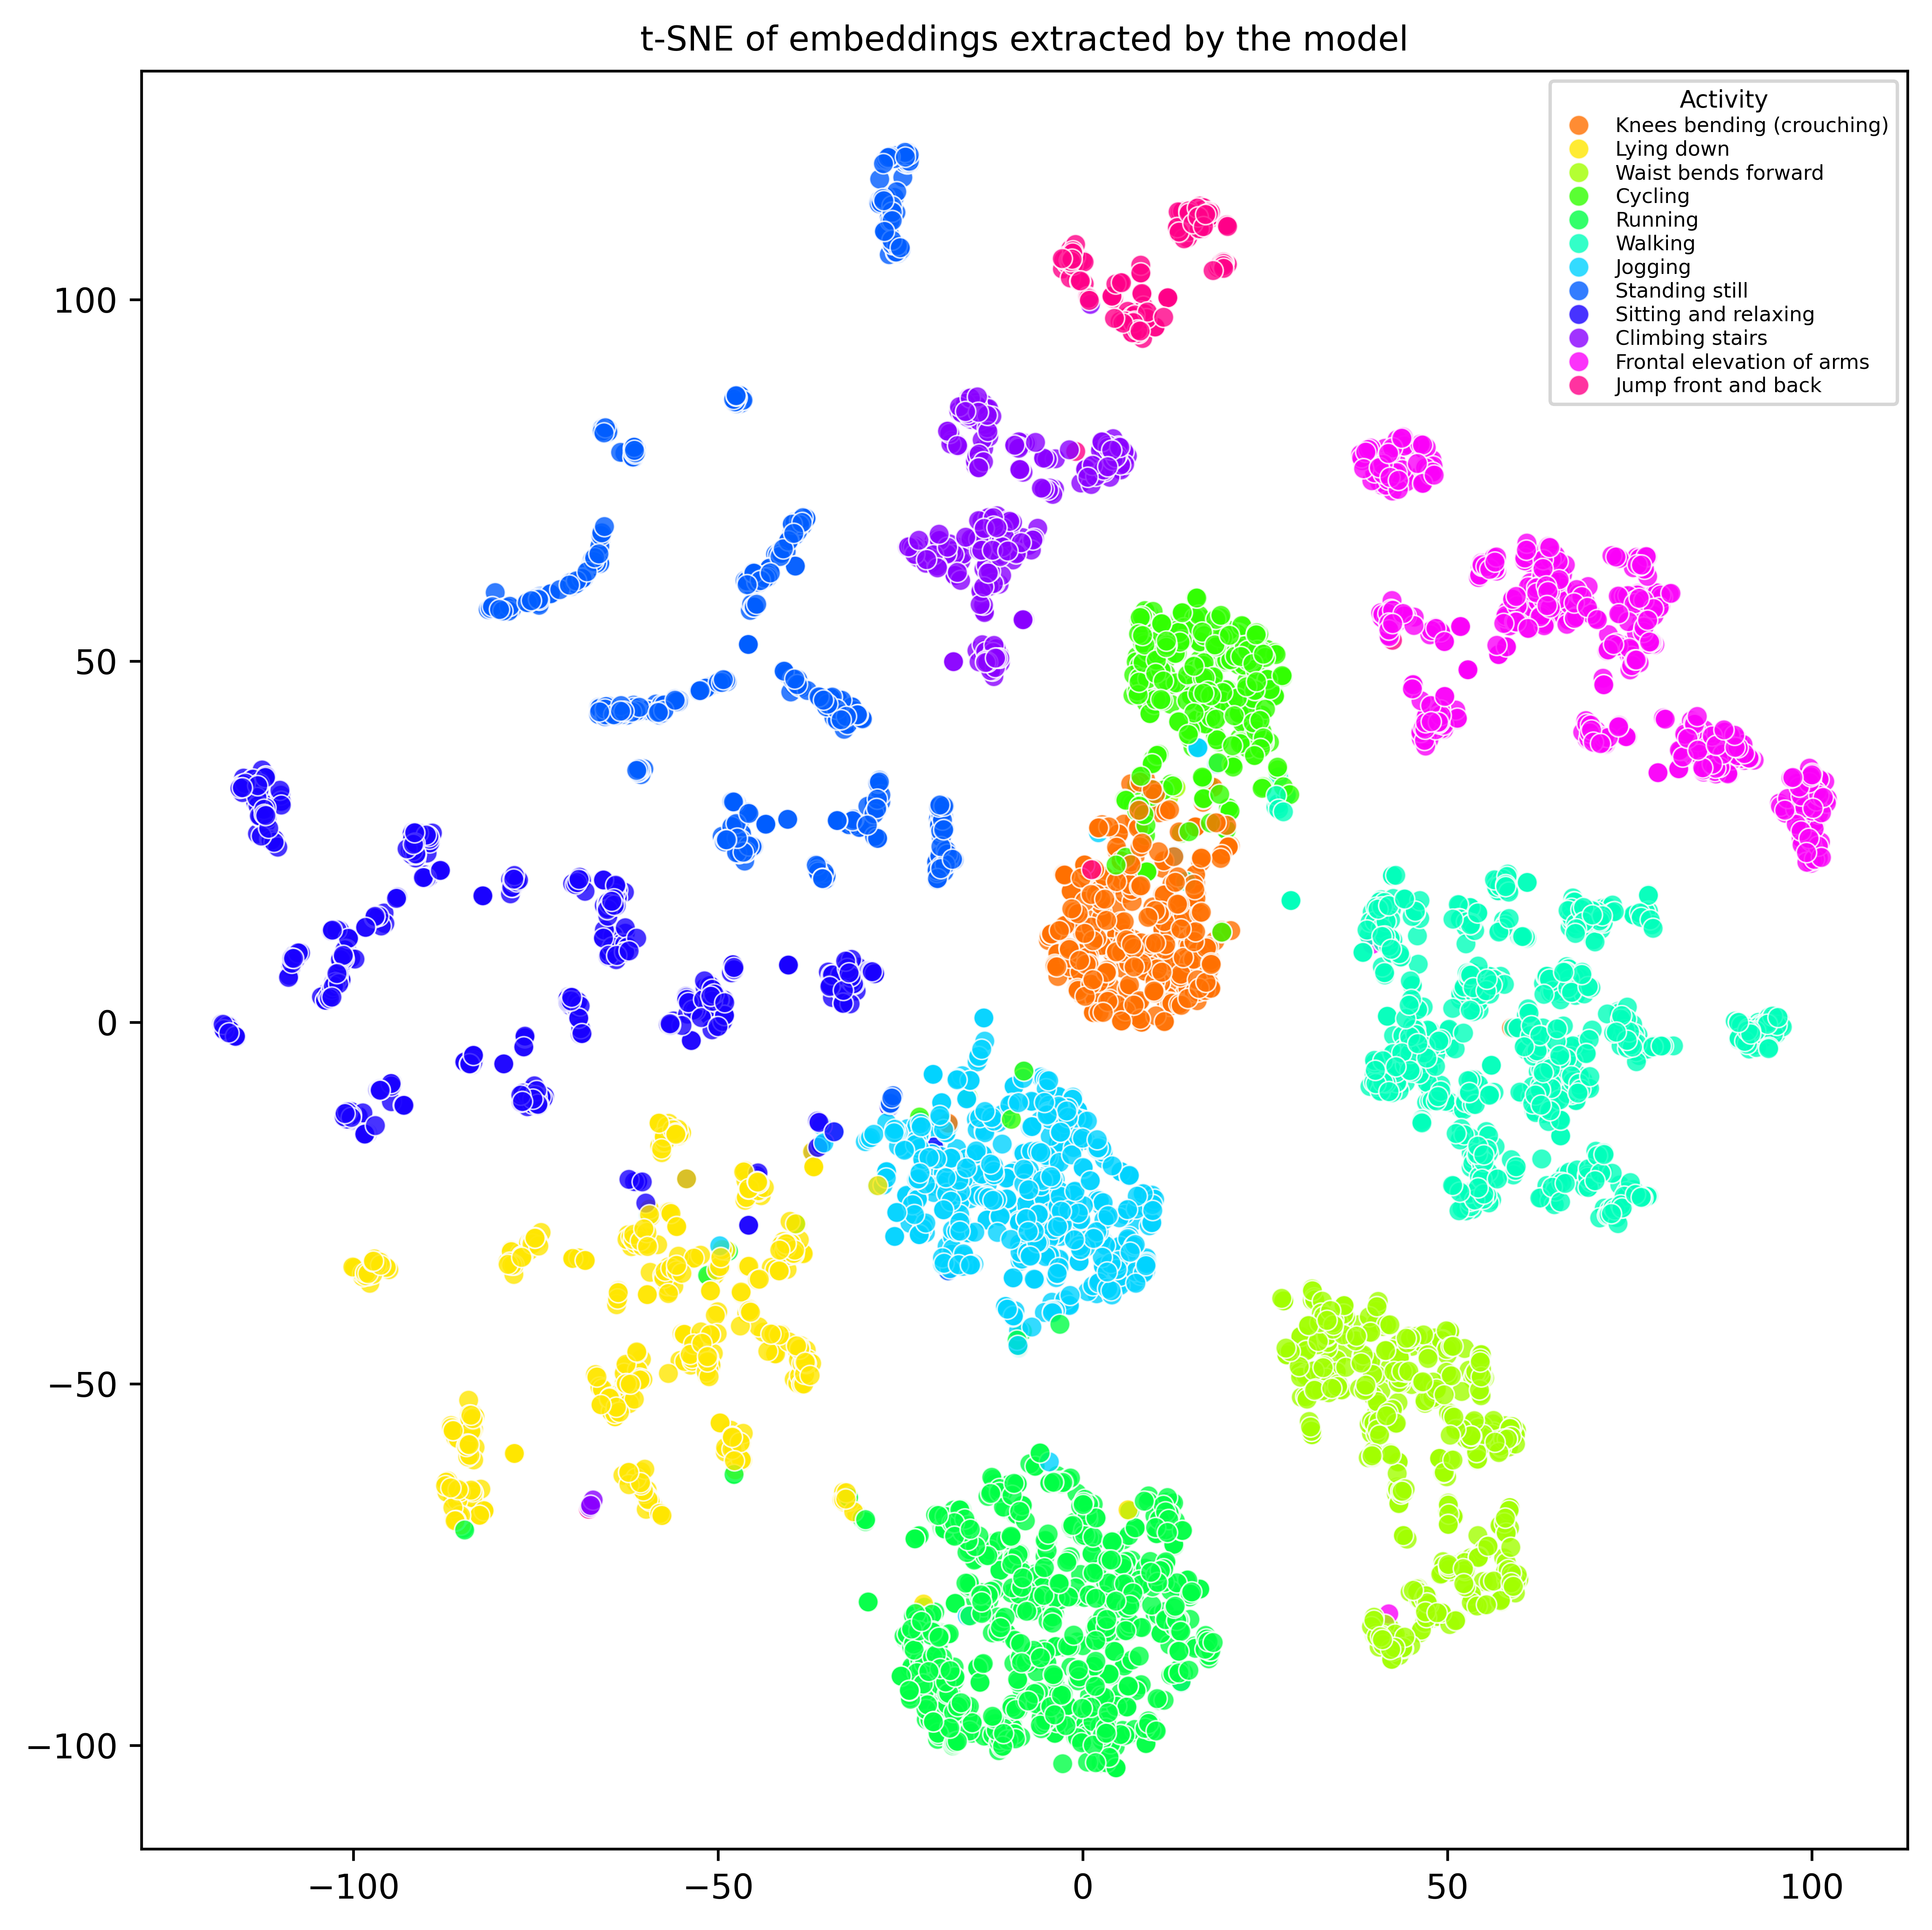 t-SNE of embeddings extracted by the model
Activity
Knees bending (crouching)
Lying down
Waist bends forward
Cycling
Running
Walking
Jogging
Standing still
Sitting and relaxing
Climbing stairs
Frontal elevation of arms
Jump front and back
100
50
0
−50
−100
−100
−50
0
50
100